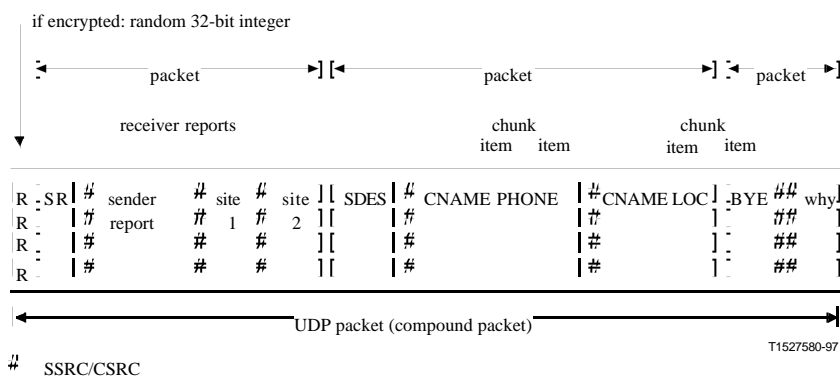 if encrypted: random 32-bit integer
[ packet ] [ packet ] [ packet ]
receiver reports chunk chunk
item item item item
R [ SR | # sender # site # site ] [ SDES | # CNAME PHONE | # CNAME LOC ] [ BYE ## why ]
R [ | # report # 1 # 2 ] [ | # | # ] [ ## ]
R [ | # # # ] [ | # | # ] [ ## ]
R [ | # # # ] [ | # | # ] [ ## ]
UDP packet (compound packet)
T1527580-97
# SSRC/CSRC